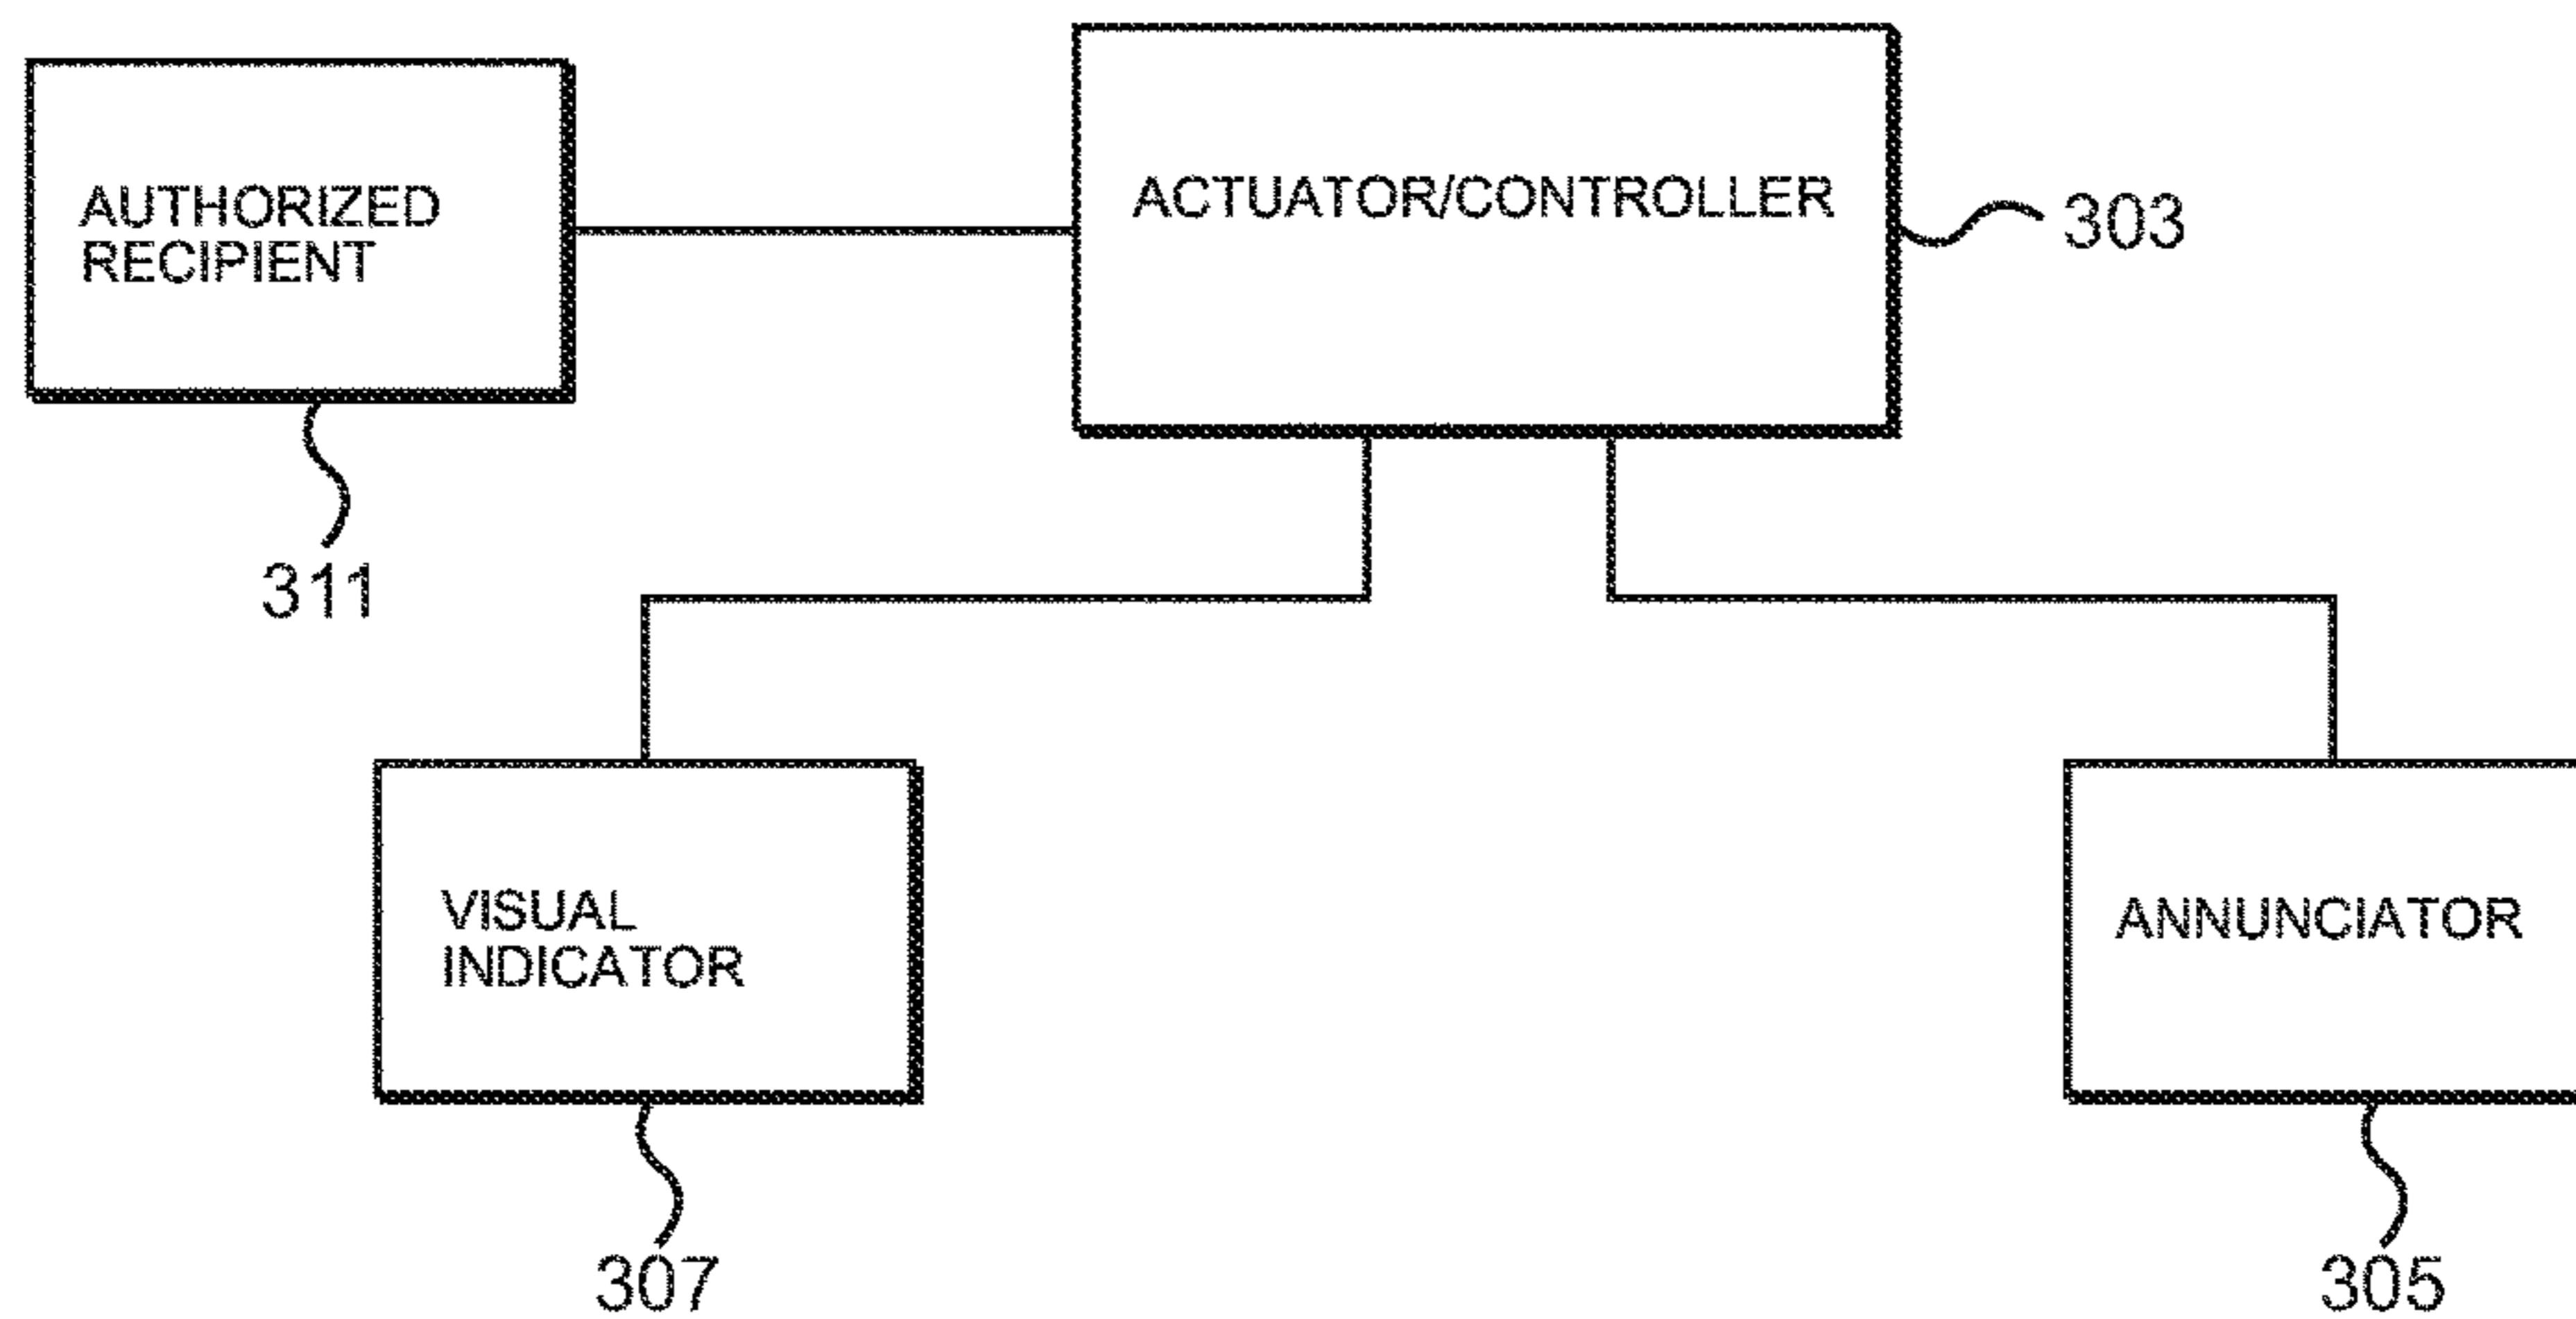 AUTHORIZED
RECIPIENT
ACTUATOR/CONTROLLER
303
311
VISUAL
INDICATOR
ANNUNCIATOR
307
305